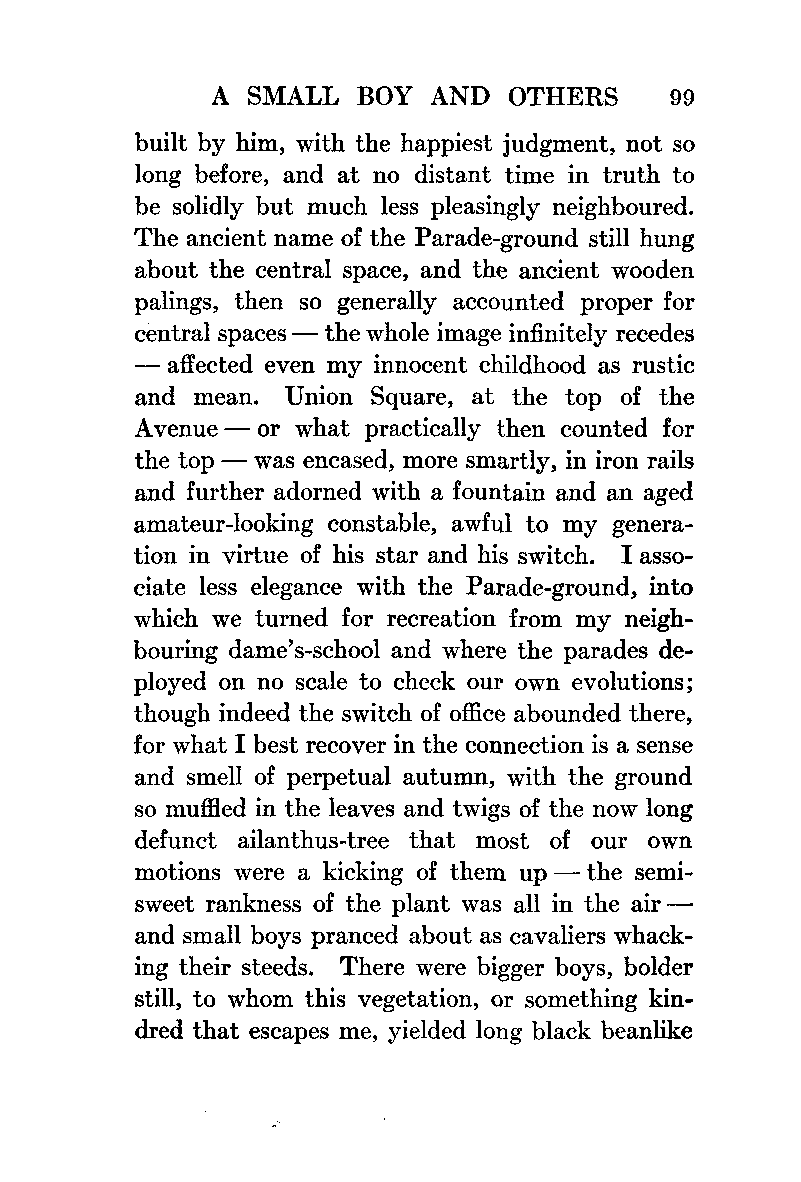 A SMALL BOY AND OTHERS 99
built by him, with the happiest judgment, not so
long before, and at no distant time in truth to
be solidly but much less pleasingly neighboured.
The ancient name of the Parade-ground still hung
about the central space, and the ancient wooden
palings, then so generally accounted proper for
central spaces — the whole image infinitely recedes
— affected even my innocent childhood as rustic
and mean. Union Square, at the top of the
Avenue — or what practically then counted for
the top — was encased, more smartly, in iron rails
and further adorned with a fountain and an aged
amateur-looking constable, awful to my genera-
tion in virtue of his star and his switch. I asso-
ciate less elegance with the Parade-ground, into
which we turned for recreation from my neigh-
bouring dame's-school and where the parades de-
ployed on no scale to check our own evolutions;
though indeed the switch of office abounded there,
for what I best recover in the connection is a sense
and smell of perpetual autumn, with the ground
so muffled in the leaves and twigs of the now long
defunct ailanthus-tree that most of our own
motions were a kicking of them up — the semi-
sweet rankness of the plant was all in the air —
and small boys pranced about as cavaliers whack-
ing their steeds. There were bigger boys, bolder
still, to whom this vegetation, or something kin-
dred that escapes me, yielded long black beanlike